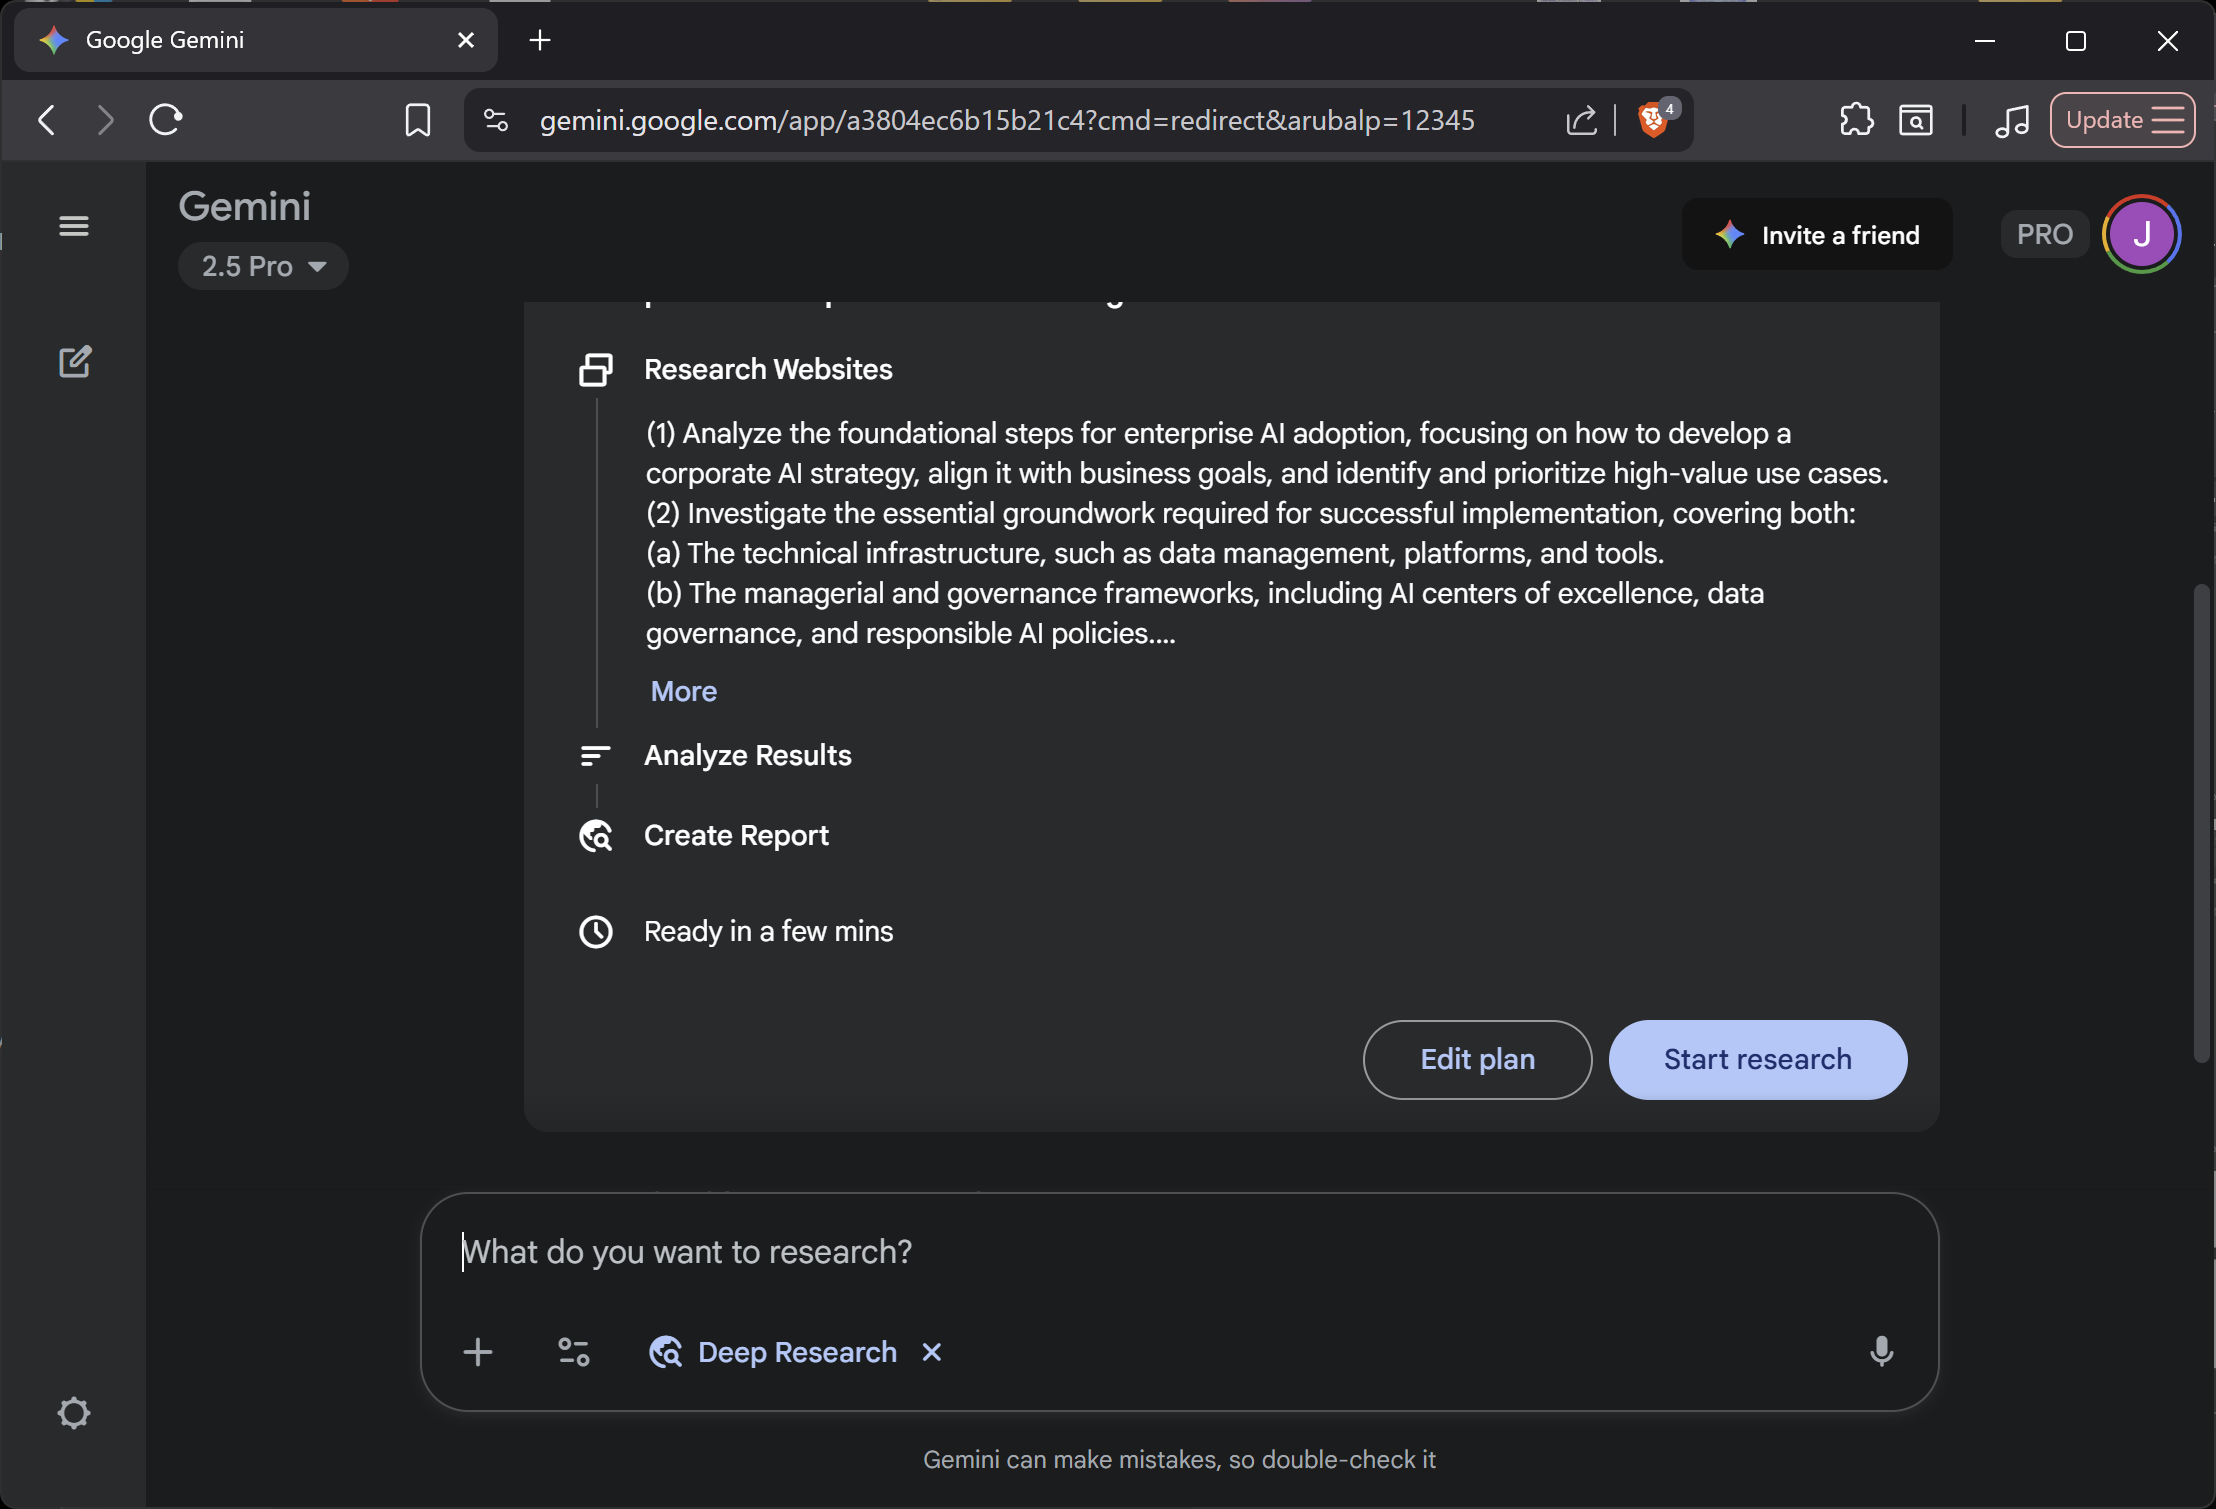 Google Gemini
gemini.google.com/app/a3804ec6b15b21c4?cmd=redirect&arubalp=12345
4
Update
Gemini
2.5 Pro
Invite a friend
PRO
J
Research Websites
(1) Analyze the foundational steps for enterprise AI adoption, focusing on how to develop a
corporate AI strategy, align it with business goals, and identify and prioritize high-value use cases.
(2) Investigate the essential groundwork required for successful implementation, covering both:
(a) The technical infrastructure, such as data management, platforms, and tools.
(b) The managerial and governance frameworks, including AI centers of excellence, data
governance, and responsible AI policies....
More
Analyze Results
Create Report
Ready in a few mins
Edit plan
Start research
What do you want to research?
Deep Research
Gemini can make mistakes, so double-check it